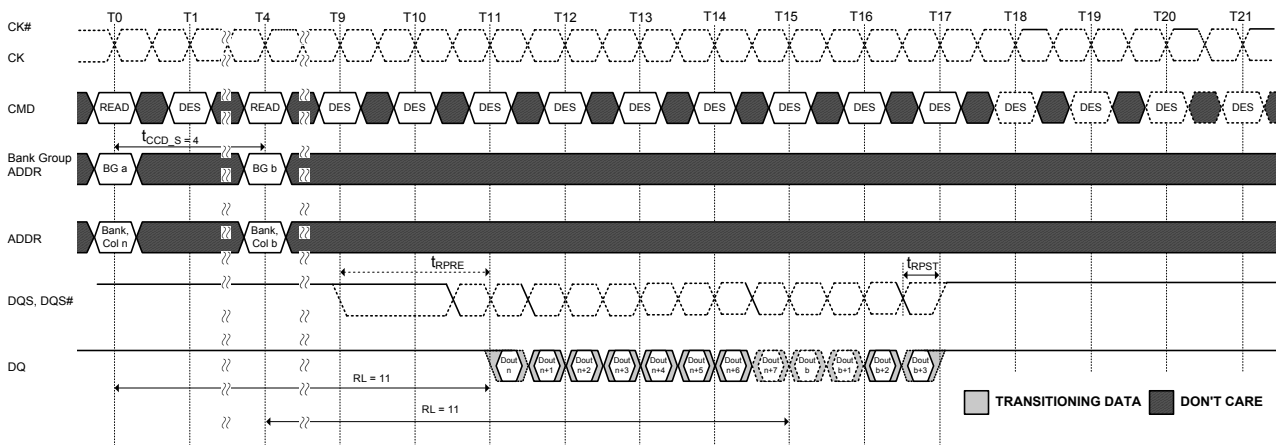 T0 T1 T4 T9 T10 T11 T12 T13 T14 T15 T16 T17 T18 T19 T20 T21
CK#
CK
CMD READ DES READ DES DES DES DES DES DES DES DES DES DES DES DES DES
tCCD_S = 4
Bank Group
ADDR
BG a BG b
ADDR
Bank, Col n
Bank, Col b
tRPRE tRPST
DQS, DQS#
DQ
Dout n
Dout n+1
Dout n+2
Dout n+3
Dout n+4
Dout n+5
Dout n+6
Dout n+7
Dout b
Dout b+1
Dout b+2
Dout b+3
RL = 11
RL = 11
TRANSITIONING DATA DON'T CARE